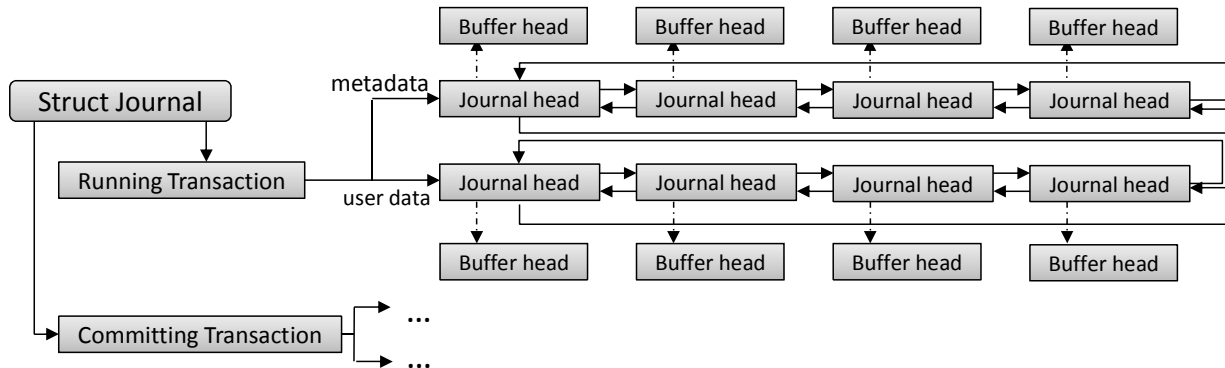 Buffer head Buffer head Buffer head Buffer head
metadata
Struct Journal
Journal head Journal head Journal head Journal head
Running Transaction
Journal head Journal head Journal head Journal head
user data
Buffer head Buffer head Buffer head Buffer head
...
Committing Transaction
...